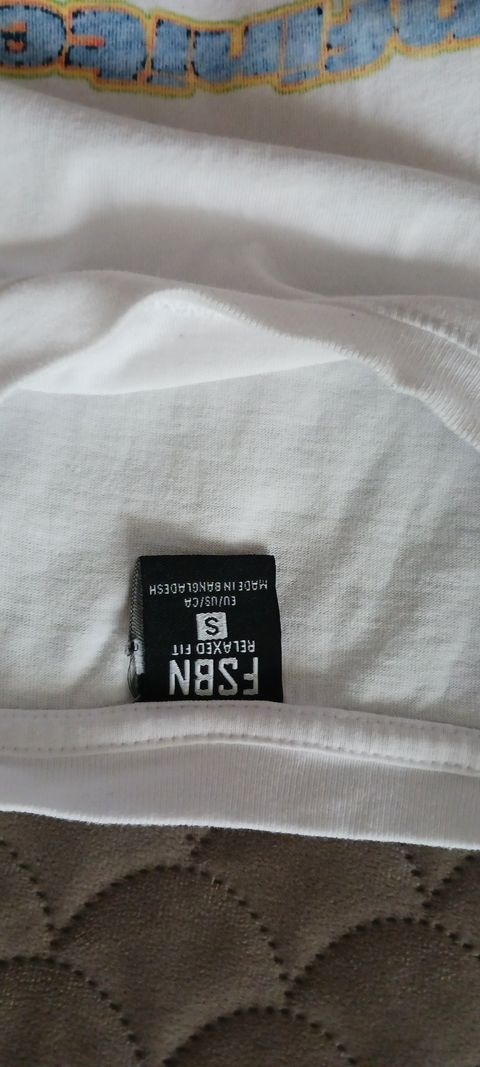 FSBN
RELAXED FIT
S
EU/US/CA
MADE IN BANGLADESH